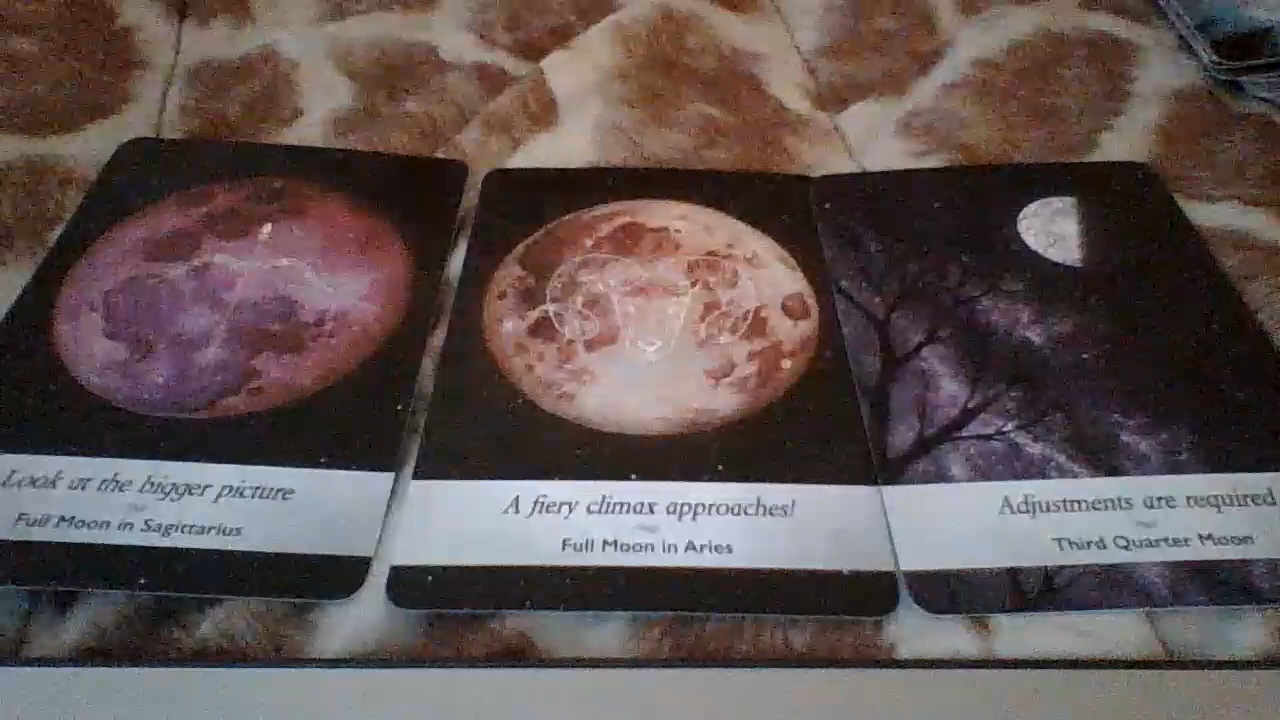 Look at the bigger picture
Full Moon in Sagittarius
A fiery climax approaches!
Full Moon in Aries
Adjustments are required
Third Quarter Moon